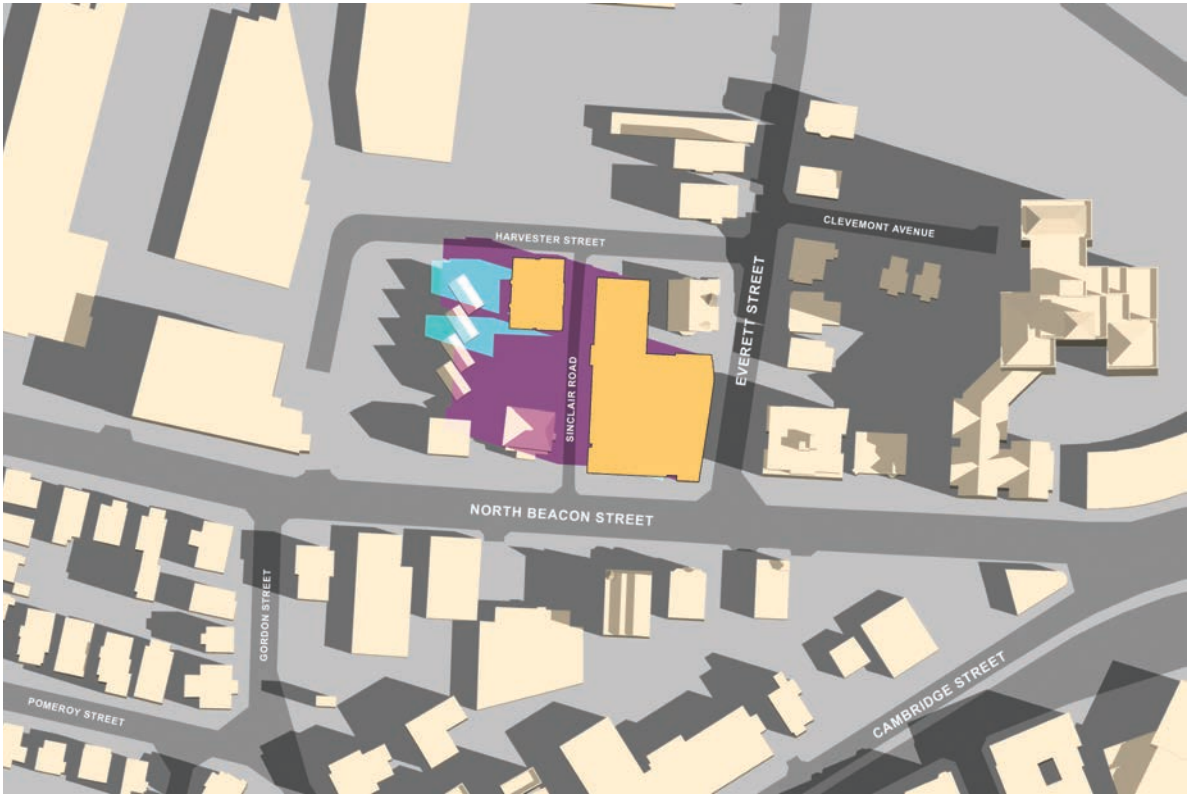 CLEVEMONT AVENUE
HARVESTER STREET
EVERETT STREET
SINCLAIR ROAD
NORTH BEACON STREET
GORDON STREET
CAMBRIDGE STREET
POMEROY STREET